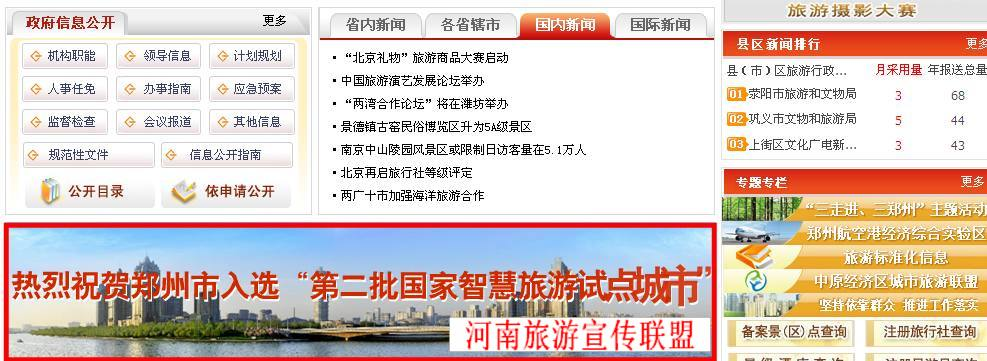 政府信息公开
更多
机构职能 领导信息 计划规划
人事任免 办事指南 应急预案
监督检查 会议报道 其他信息
规范性文件 信息公开指南
公开目录 依申请公开
省内新闻 各省辖市 国内新闻 国际新闻
“北京礼物”旅游商品大赛启动
中国旅游演艺发展论坛举办
“两湾合作论坛”将在潍坊举办
景德镇古窑民俗博览区升为5A级景区
南京中山陵园风景区或限制日访客量在5.1万人
北京再启旅行社等级评定
两广十市加强海洋旅游合作
旅游摄影大赛
县区新闻排行 更多
县（市）区旅游行政... 月采用量 年报送总量
01 荥阳市旅游和文物局 3 68
02 巩义市文物和旅游局 5 44
03 上街区文化广电新... 3 43
专题专栏 更多
“三走进、三郑州”主题活动
郑州航空港经济综合实验区
旅游标准化信息
中原经济区城市旅游联盟
坚持依靠群众 推进工作落实
备案景(区)点查询 注册旅行社查询
热烈祝贺郑州市入选“第二批国家智慧旅游试点城市”
河南旅游宣传联盟